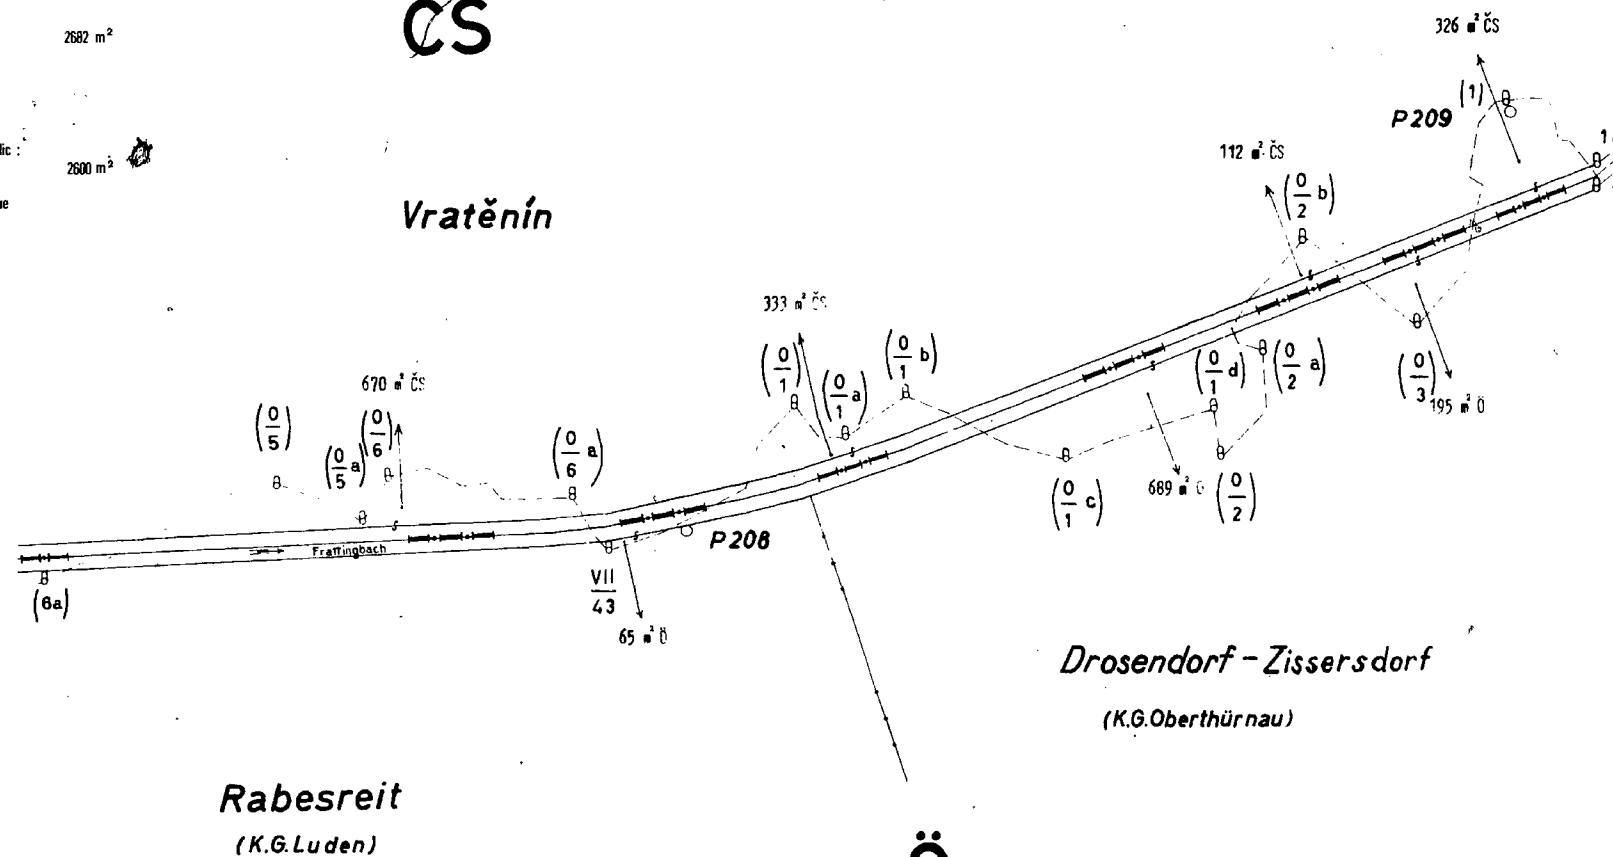 ČS
2682 m²
326 m² ČS
(1)
P209
lic :
2600 m²
112 m² ČS
(0/2 b)
Vratěnín
333 m² ČS
(0/1)
(0/1 a)
(0/1 b)
(0/1 d)
(0/2 a)
(0/3)
195 m² Ö
670 m² ČS
(0/5)
(0/5 a)
(0/6)
(0/6 a)
(0/1 c)
689 m² Ö
(0/2)
P208
Frattingbach
(6a)
VII/43
65 m² Ö
Drosendorf – Zissersdorf
(K.G. Oberthürnau)
Rabesreit
(K.G. Luden)
Ö